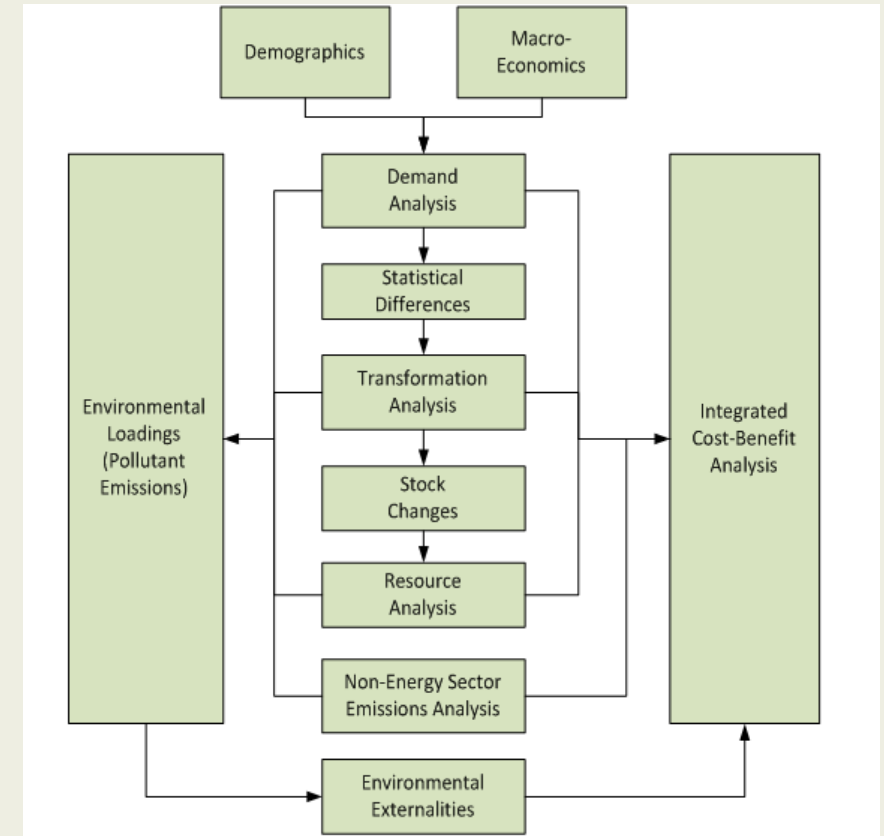 Demographics
Macro-
Economics
Demand
Analysis
Statistical
Differences
Transformation
Analysis
Environmental
Loadings
(Pollutant
Emissions)
Integrated
Cost-Benefit
Analysis
Stock
Changes
Resource
Analysis
Non-Energy Sector
Emissions Analysis
Environmental
Externalities